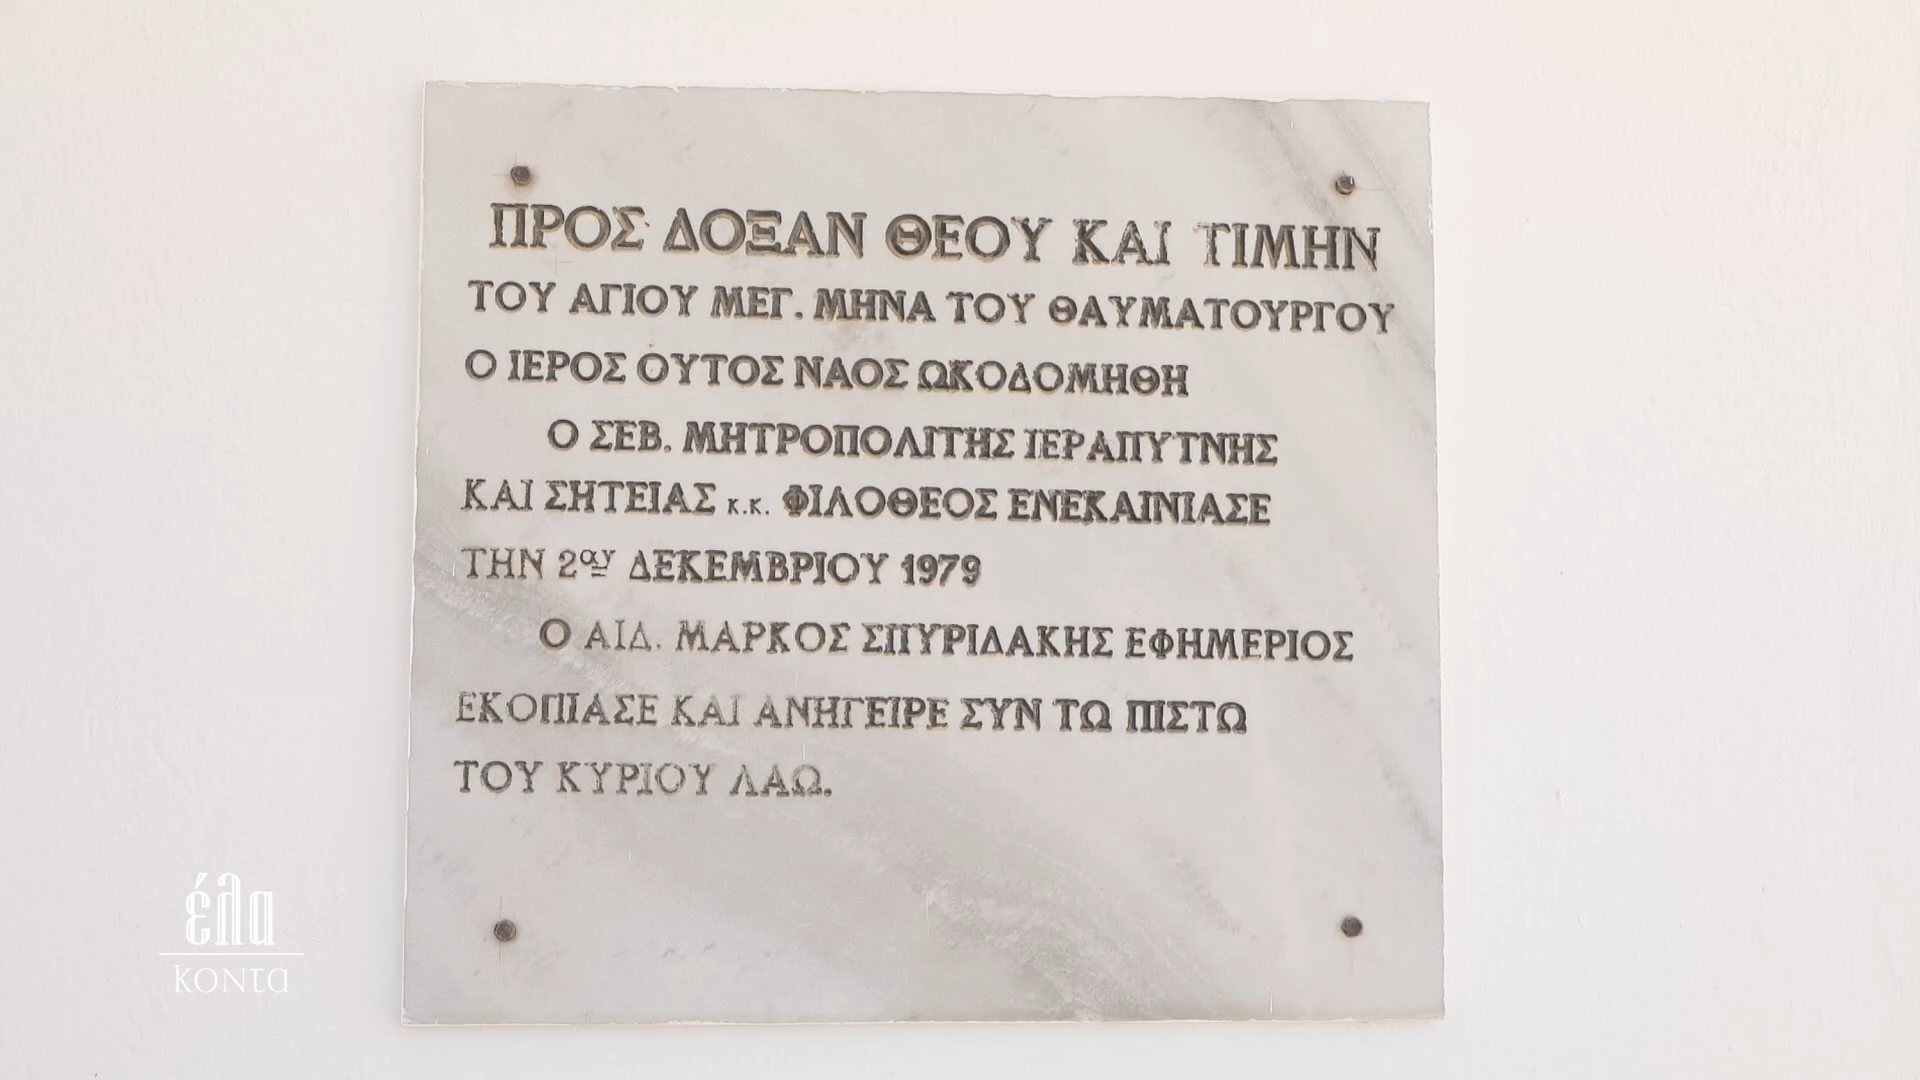 ΠΡΟΣ ΔΟΞΑΝ ΘΕΟΥ ΚΑΙ ΤΙΜΗΝ
ΤΟΥ ΑΓΙΟΥ ΜΕΓ. ΜΗΝΑ ΤΟΥ ΘΑΥΜΑΤΟΥΡΓΟΥ
Ο ΙΕΡΟΣ ΟΥΤΟΣ ΝΑΟΣ ΩΚΟΔΟΜΗΘΗ
Ο ΣΕΒ. ΜΗΤΡΟΠΟΛΙΤΗΣ ΙΕΡΑΠΥΤΝΗΣ
ΚΑΙ ΣΗΤΕΙΑΣ κ.κ. ΦΙΛΟΘΕΟΣ ΕΝΕΚΑΙΝΙΑΣΕ
ΤΗΝ 2αν ΔΕΚΕΜΒΡΙΟΥ 1979
Ο ΑΙΔ. ΜΑΡΚΟΣ ΣΠΥΡΙΔΑΚΗΣ ΕΦΗΜΕΡΙΟΣ
ΕΚΟΠΙΑΣΕ ΚΑΙ ΑΝΗΓΕΙΡΕ ΣΥΝ ΤΩ ΠΙΣΤΩ
ΤΟΥ ΚΥΡΙΟΥ ΛΑΩ.
έλα
κοντα